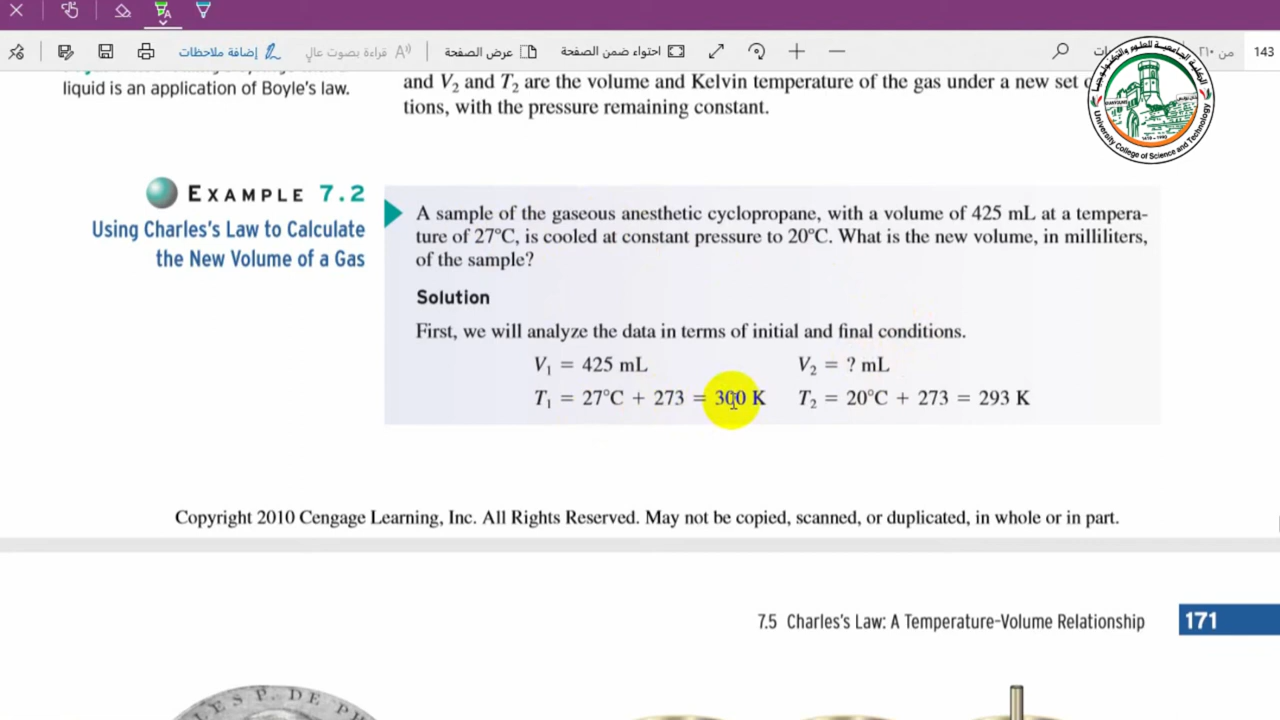 إضافة ملاحظات
قراءة بصوت عالٍ
عرض الصفحة
احتواء ضمن الصفحة
من ٢٦٠
143
liquid is an application of Boyle's law.
and V₂ and T₂ are the volume and Kelvin temperature of the gas under a new set
tions, with the pressure remaining constant.
University College of Science and Technology
EXAMPLE 7.2
Using Charles's Law to Calculate
the New Volume of a Gas
A sample of the gaseous anesthetic cyclopropane, with a volume of 425 mL at a tempera-
ture of 27°C, is cooled at constant pressure to 20°C. What is the new volume, in milliliters,
of the sample?
Solution
First, we will analyze the data in terms of initial and final conditions.
V₁ = 425 mL V₂ = ? mL
T₁ = 27°C + 273 = 300 K T₂ = 20°C + 273 = 293 K
Copyright 2010 Cengage Learning, Inc. All Rights Reserved. May not be copied, scanned, or duplicated, in whole or in part.
7.5 Charles's Law: A Temperature-Volume Relationship 171